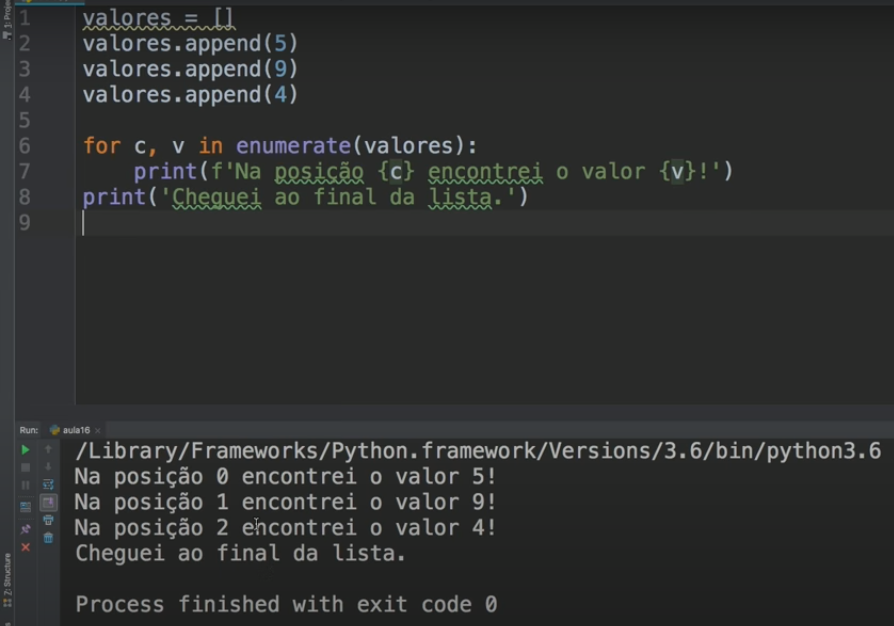 1: Proje
1 valores = []
2 valores.append(5)
3 valores.append(9)
4 valores.append(4)
5
6 for c, v in enumerate(valores):
7 print(f'Na posição {c} encontrei o valor {v}!')
8 print('Cheguei ao final da lista.')
9
Run: aula16
/Library/Frameworks/Python.framework/Versions/3.6/bin/python3.6
Na posição 0 encontrei o valor 5!
Na posição 1 encontrei o valor 9!
Na posição 2 encontrei o valor 4!
Cheguei ao final da lista.
Process finished with exit code 0
Z: Structure